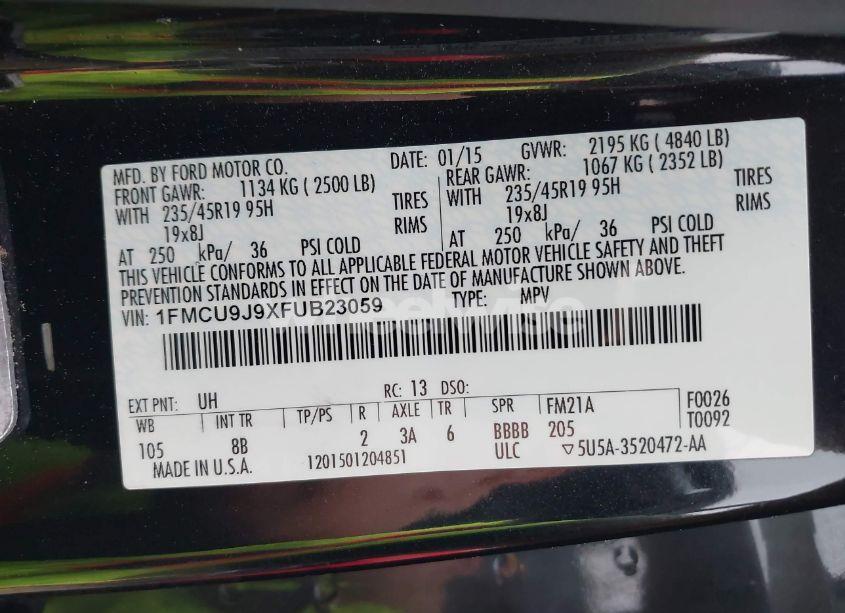 MFD. BY FORD MOTOR CO. DATE: 01/15 GVWR: 2195 KG ( 4840 LB)
FRONT GAWR: 1134 KG ( 2500 LB) REAR GAWR: 1067 KG ( 2352 LB)
WITH 235/45R19 95H TIRES WITH 235/45R19 95H TIRES
19x8J RIMS 19x8J RIMS
AT 250 kPa/ 36 PSI COLD AT 250 kPa/ 36 PSI COLD
THIS VEHICLE CONFORMS TO ALL APPLICABLE FEDERAL MOTOR VEHICLE SAFETY AND THEFT
PREVENTION STANDARDS IN EFFECT ON THE DATE OF MANUFACTURE SHOWN ABOVE.
VIN: 1FMCU9J9XFUB23059 TYPE: MPV
EXT PNT: UH RC: 13 DSO:
WB INT TR TP/PS R AXLE TR SPR FM21A F0026
105 8B 2 3A 6 BBBB 205 T0092
MADE IN U.S.A. 1201501204851 ULC ▽5U5A-3520472-AA